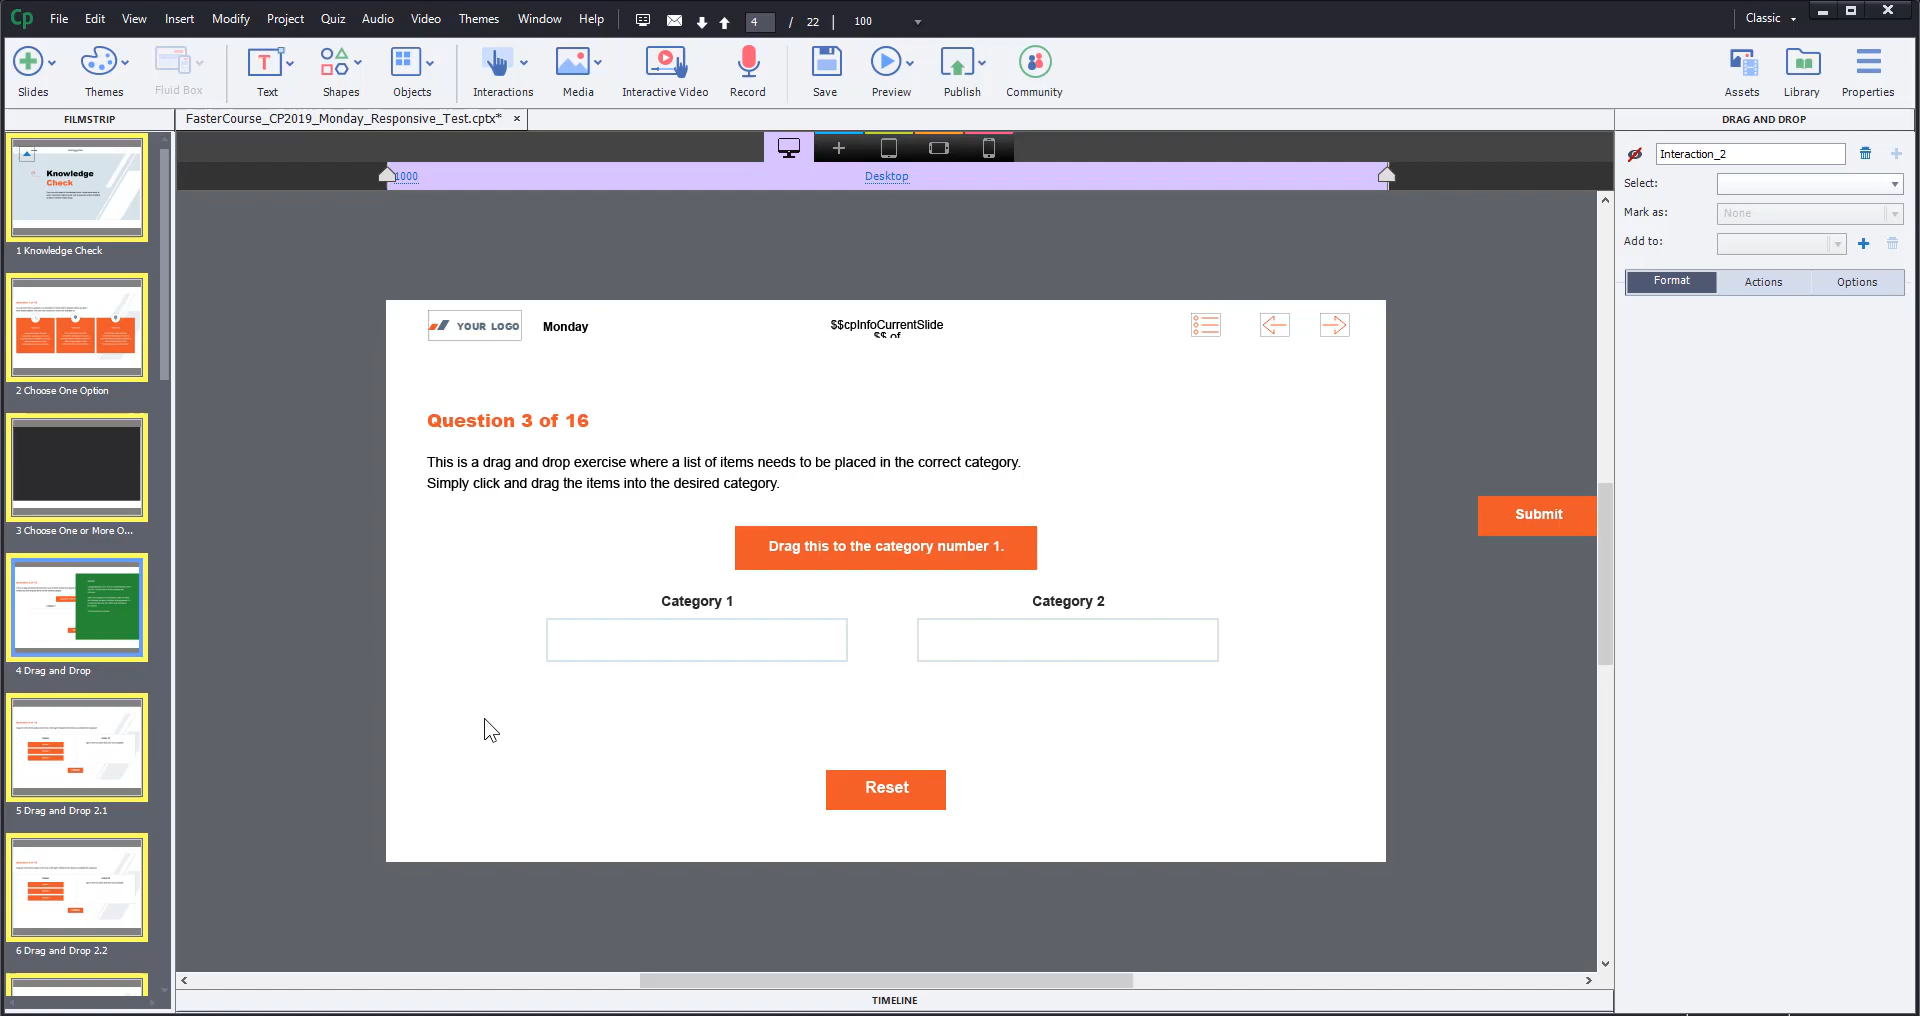 Cp File Edit View Insert Modify Project Quiz Audio Video Themes Window Help 4 / 22 100 Classic
Slides Themes Fluid Box Text Shapes Objects Interactions Media Interactive Video Record Save Preview Publish Community Assets Library Properties
FILMSTRIP
FasterCourse_CP2019_Monday_Responsive_Test.cptx*
DRAG AND DROP
1000
Desktop
Interaction_2
Select:
Mark as: None
Add to:
Format Actions Options
Knowledge
Check
1 Knowledge Check
2 Choose One Option
3 Choose One or More O...
4 Drag and Drop
5 Drag and Drop 2.1
6 Drag and Drop 2.2
YOUR LOGO
Monday
$$cpInfoCurrentSlide
$$ of
Question 3 of 16
This is a drag and drop exercise where a list of items needs to be placed in the correct category.
Simply click and drag the items into the desired category.
Submit
Drag this to the category number 1.
Category 1
Category 2
Reset
TIMELINE